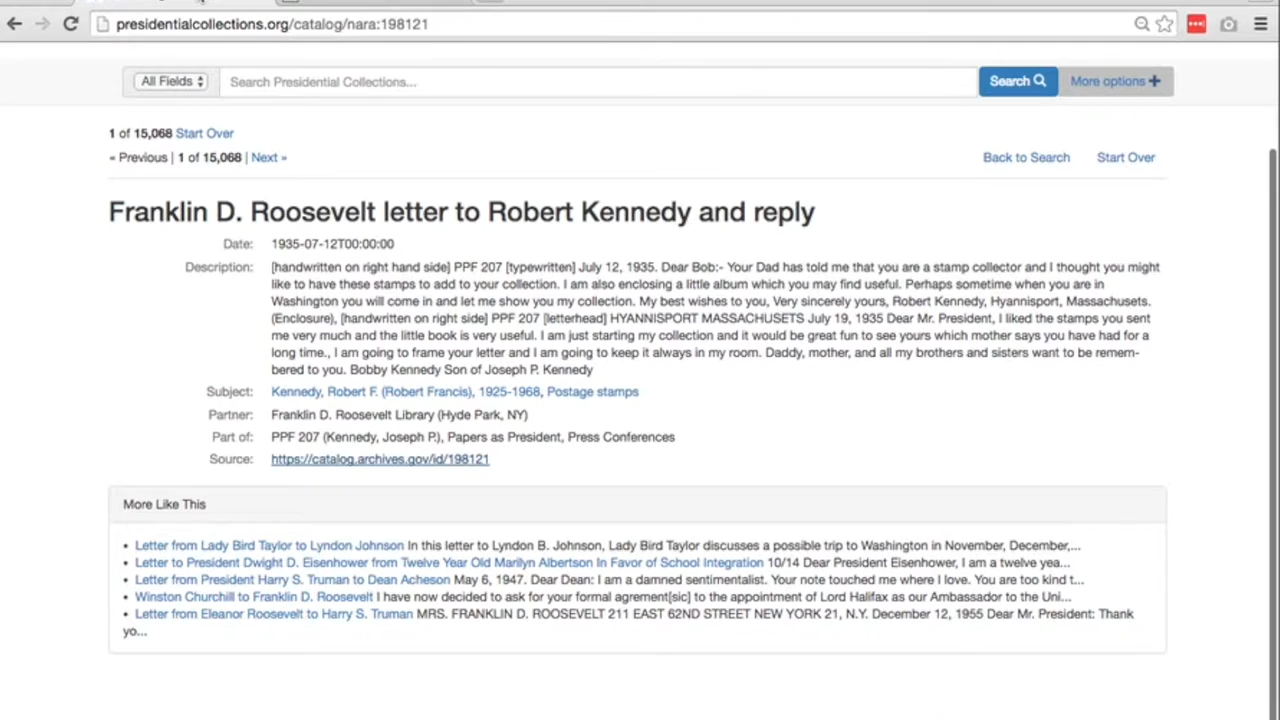 presidentialcollections.org/catalog/nara:198121
All Fields Search Presidential Collections... Search More options
1 of 15,068 Start Over
« Previous | 1 of 15,068 | Next » Back to Search Start Over
Franklin D. Roosevelt letter to Robert Kennedy and reply
Date: 1935-07-12T00:00:00
Description: [handwritten on right hand side] PPF 207 [typewritten] July 12, 1935. Dear Bob:- Your Dad has told me that you are a stamp collector and I thought you might
like to have these stamps to add to your collection. I am also enclosing a little album which you may find useful. Perhaps sometime when you are in
Washington you will come in and let me show you my collection. My best wishes to you, Very sincerely yours, Robert Kennedy, Hyannisport, Massachusets.
(Enclosure), [handwritten on right side] PPF 207 [letterhead] HYANNISPORT MASSACHUSETS July 19, 1935 Dear Mr. President, I liked the stamps you sent
me very much and the little book is very useful. I am just starting my collection and it would be great fun to see yours which mother says you have had for a
long time., I am going to frame your letter and I am going to keep it always in my room. Daddy, mother, and all my brothers and sisters want to be remem-
bered to you. Bobby Kennedy Son of Joseph P. Kennedy
Subject: Kennedy, Robert F. (Robert Francis), 1925-1968, Postage stamps
Partner: Franklin D. Roosevelt Library (Hyde Park, NY)
Part of: PPF 207 (Kennedy, Joseph P.), Papers as President, Press Conferences
Source: https://catalog.archives.gov/id/198121
More Like This
• Letter from Lady Bird Taylor to Lyndon Johnson In this letter to Lyndon B. Johnson, Lady Bird Taylor discusses a possible trip to Washington in November, December,...
• Letter to President Dwight D. Eisenhower from Twelve Year Old Marilyn Albertson In Favor of School Integration 10/14 Dear President Eisenhower, I am a twelve yea...
• Letter from President Harry S. Truman to Dean Acheson May 6, 1947. Dear Dean: I am a damned sentimentalist. Your note touched me where I love. You are too kind t...
• Winston Churchill to Franklin D. Roosevelt I have now decided to ask for your formal agrement[sic] to the appointment of Lord Halifax as our Ambassador to the Uni...
• Letter from Eleanor Roosevelt to Harry S. Truman MRS. FRANKLIN D. ROOSEVELT 211 EAST 62ND STREET NEW YORK 21, N.Y. December 12, 1955 Dear Mr. President: Thank
yo...